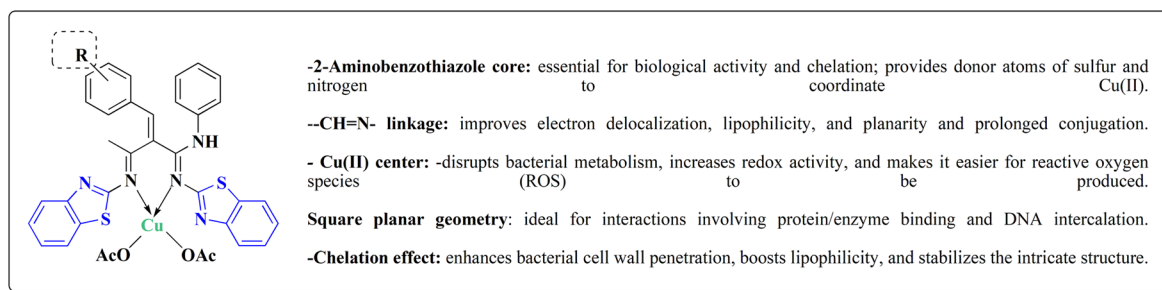 R
NH
N
N
N
S
S
N
Cu
AcO
OAc
-2-Aminobenzothiazole core: essential for biological activity and chelation; provides donor atoms of sulfur and
nitrogen to coordinate Cu(II).
--CH=N- linkage: improves electron delocalization, lipophilicity, and planarity and prolonged conjugation.
- Cu(II) center: -disrupts bacterial metabolism, increases redox activity, and makes it easier for reactive oxygen
species (ROS) to be produced.
Square planar geometry: ideal for interactions involving protein/enzyme binding and DNA intercalation.
-Chelation effect: enhances bacterial cell wall penetration, boosts lipophilicity, and stabilizes the intricate structure.